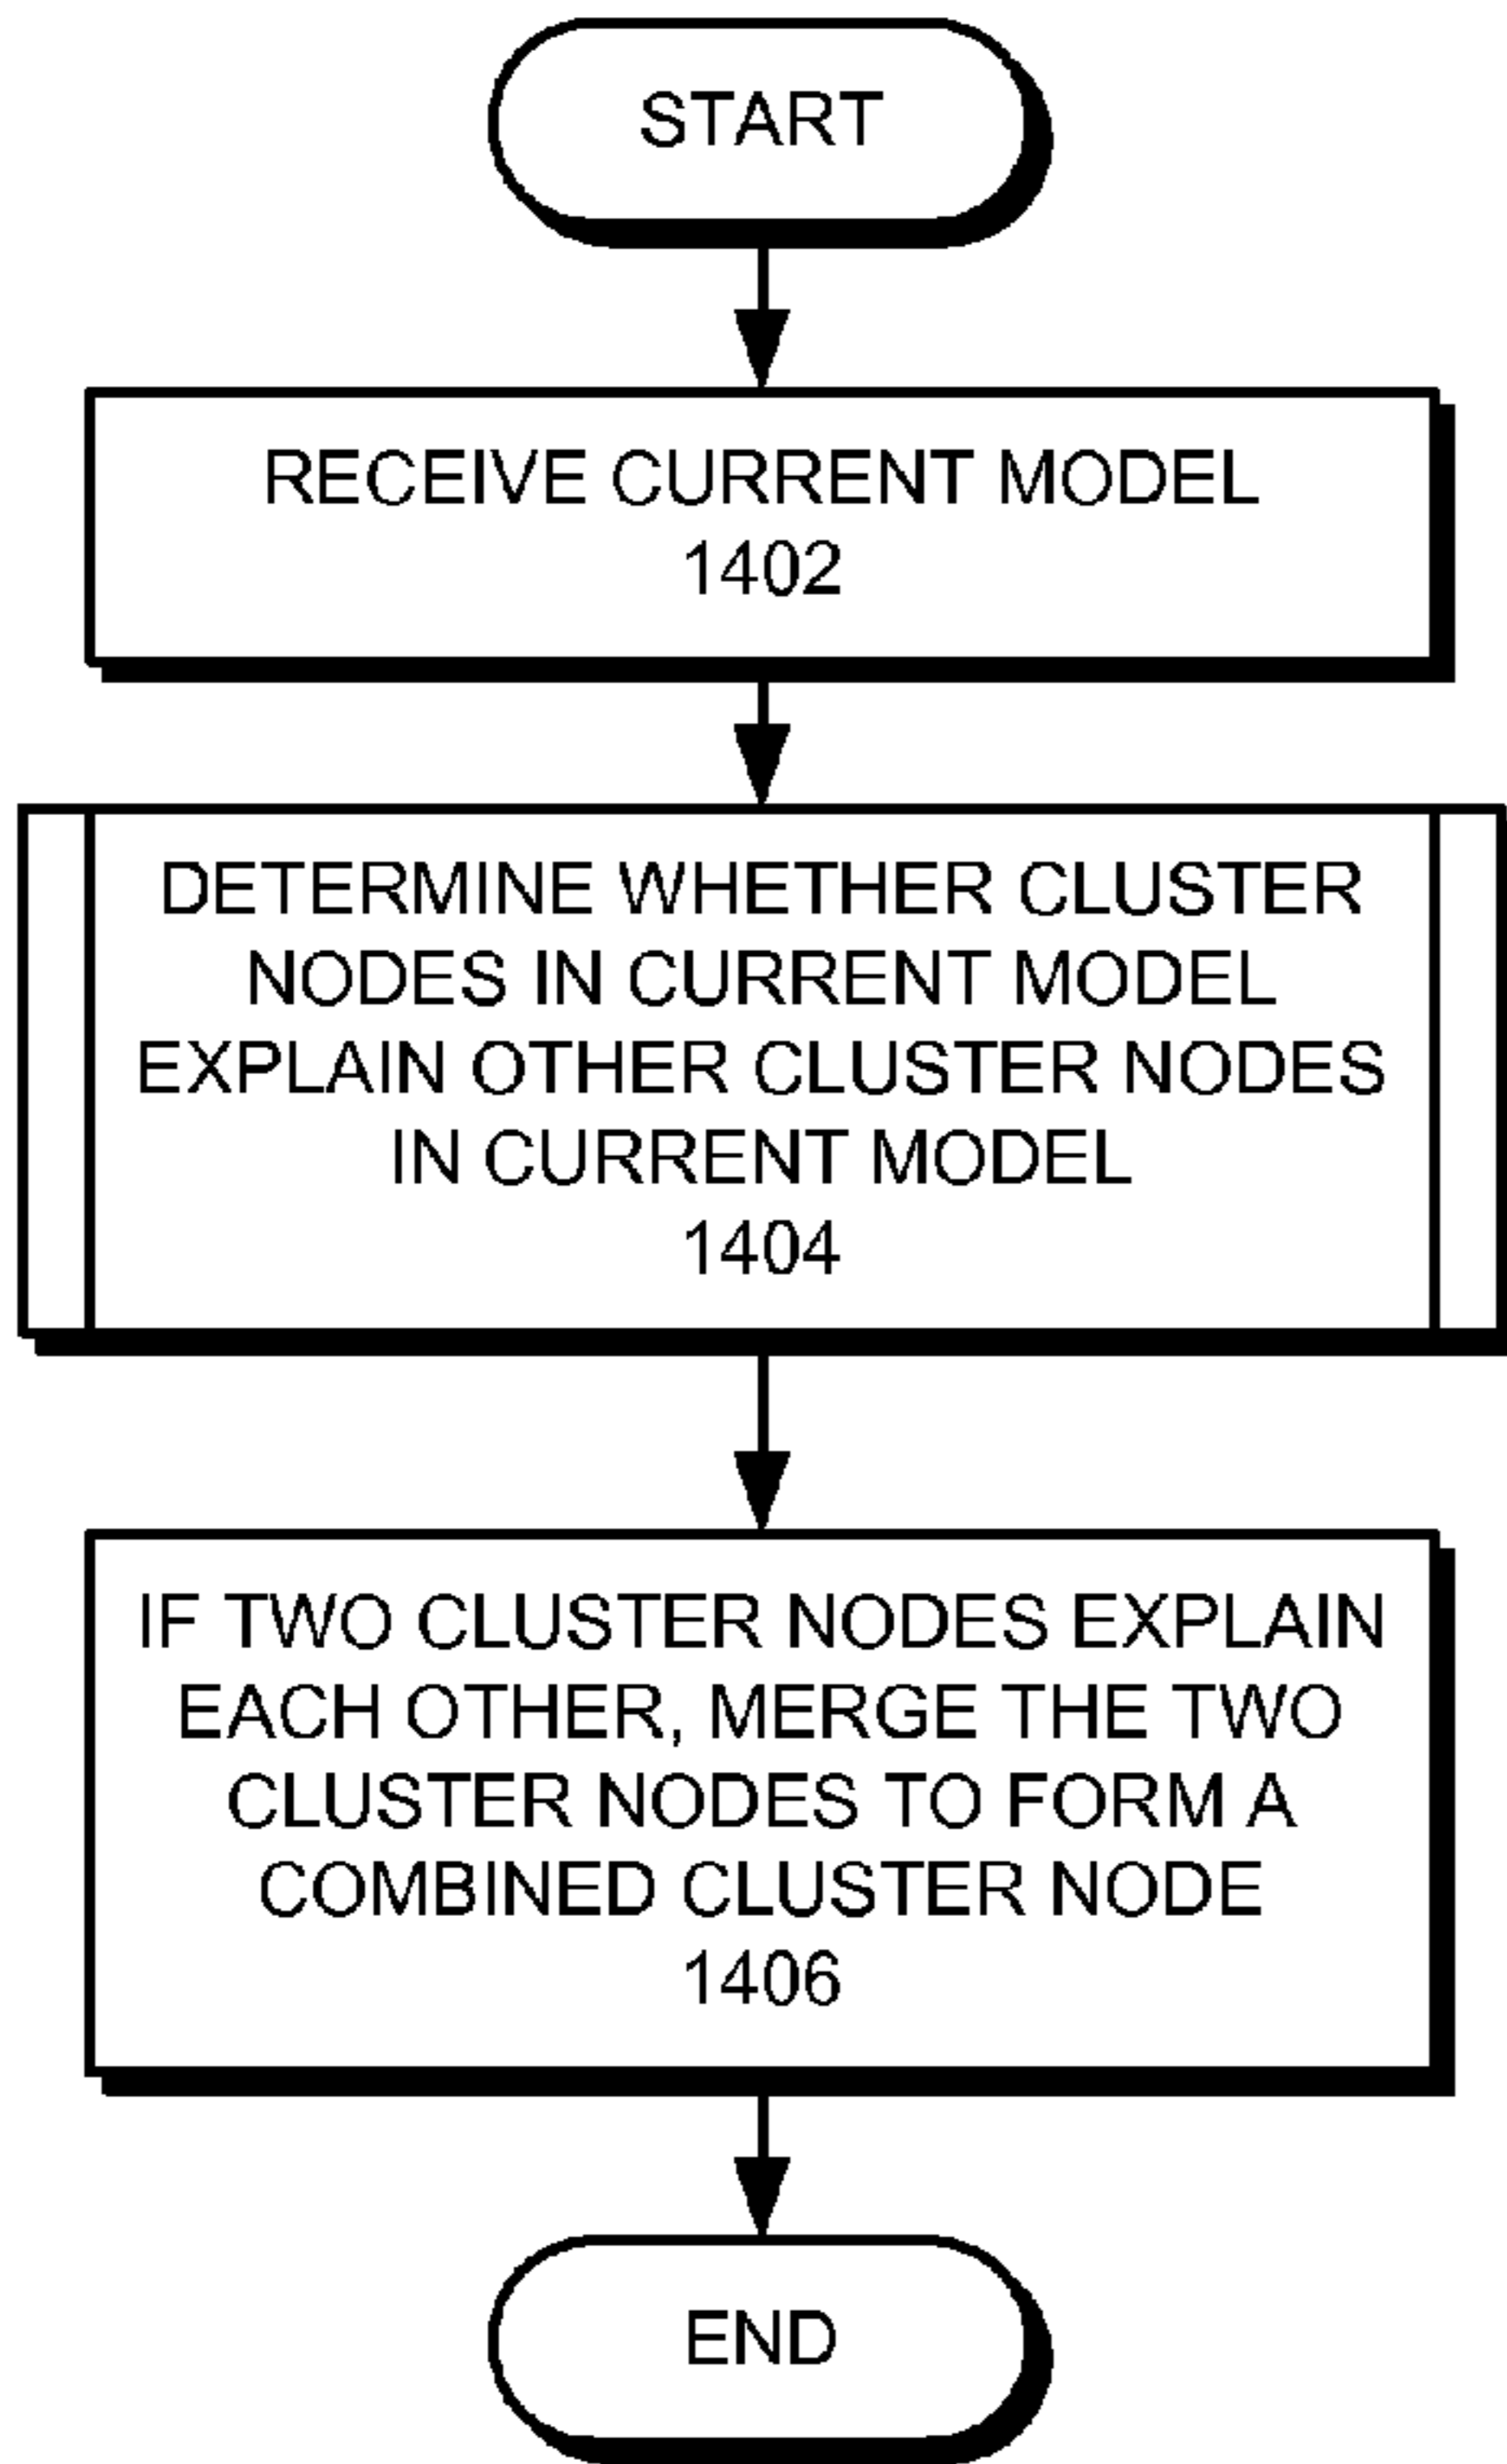 START
RECEIVE CURRENT MODEL
1402
DETERMINE WHETHER CLUSTER
NODES IN CURRENT MODEL
EXPLAIN OTHER CLUSTER NODES
IN CURRENT MODEL
1404
IF TWO CLUSTER NODES EXPLAIN
EACH OTHER, MERGE THE TWO
CLUSTER NODES TO FORM A
COMBINED CLUSTER NODE
1406
END